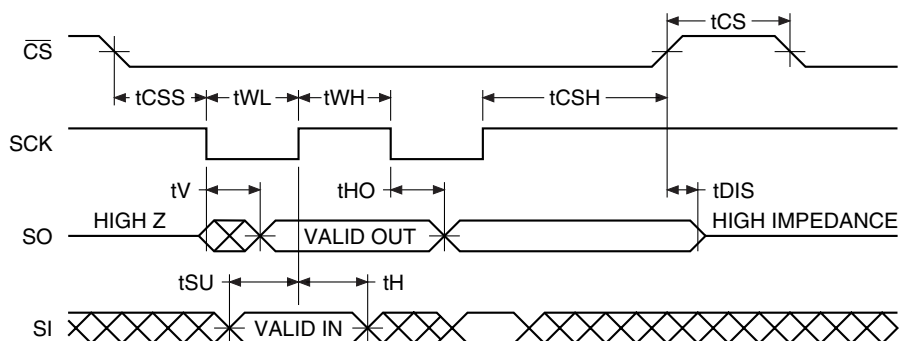 tCS
CS
tCSS tWL tWH tCSH
SCK
tV tHO tDIS
HIGH Z HIGH IMPEDANCE
SO VALID OUT
tSU tH
SI VALID IN